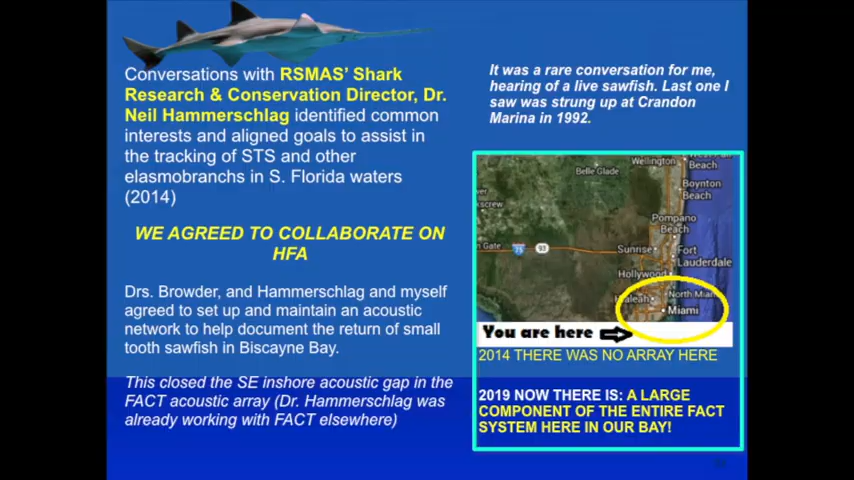 Conversations with RSMAS' Shark
Research & Conservation Director, Dr.
Neil Hammerschlag identified common
interests and aligned goals to assist in
the tracking of STS and other
elasmobranchs in S. Florida waters
(2014)
WE AGREED TO COLLABORATE ON
HFA
Drs. Browder, and Hammerschlag and myself
agreed to set up and maintain an acoustic
network to help document the return of small
tooth sawfish in Biscayne Bay.
This closed the SE inshore acoustic gap in the
FACT acoustic array (Dr. Hammerschlag was
already working with FACT elsewhere)
It was a rare conversation for me,
hearing of a live sawfish. Last one I
saw was strung up at Crandon
Marina in 1992.
Wellington
Beach
Belle Glade
Boynton
Beach
Pompano
Beach
Gate
75
93
Sunrise
Fort
Lauderdale
Hollywood
North Miami
Miami
You are here
2014 THERE WAS NO ARRAY HERE
2019 NOW THERE IS: A LARGE
COMPONENT OF THE ENTIRE FACT
SYSTEM HERE IN OUR BAY!